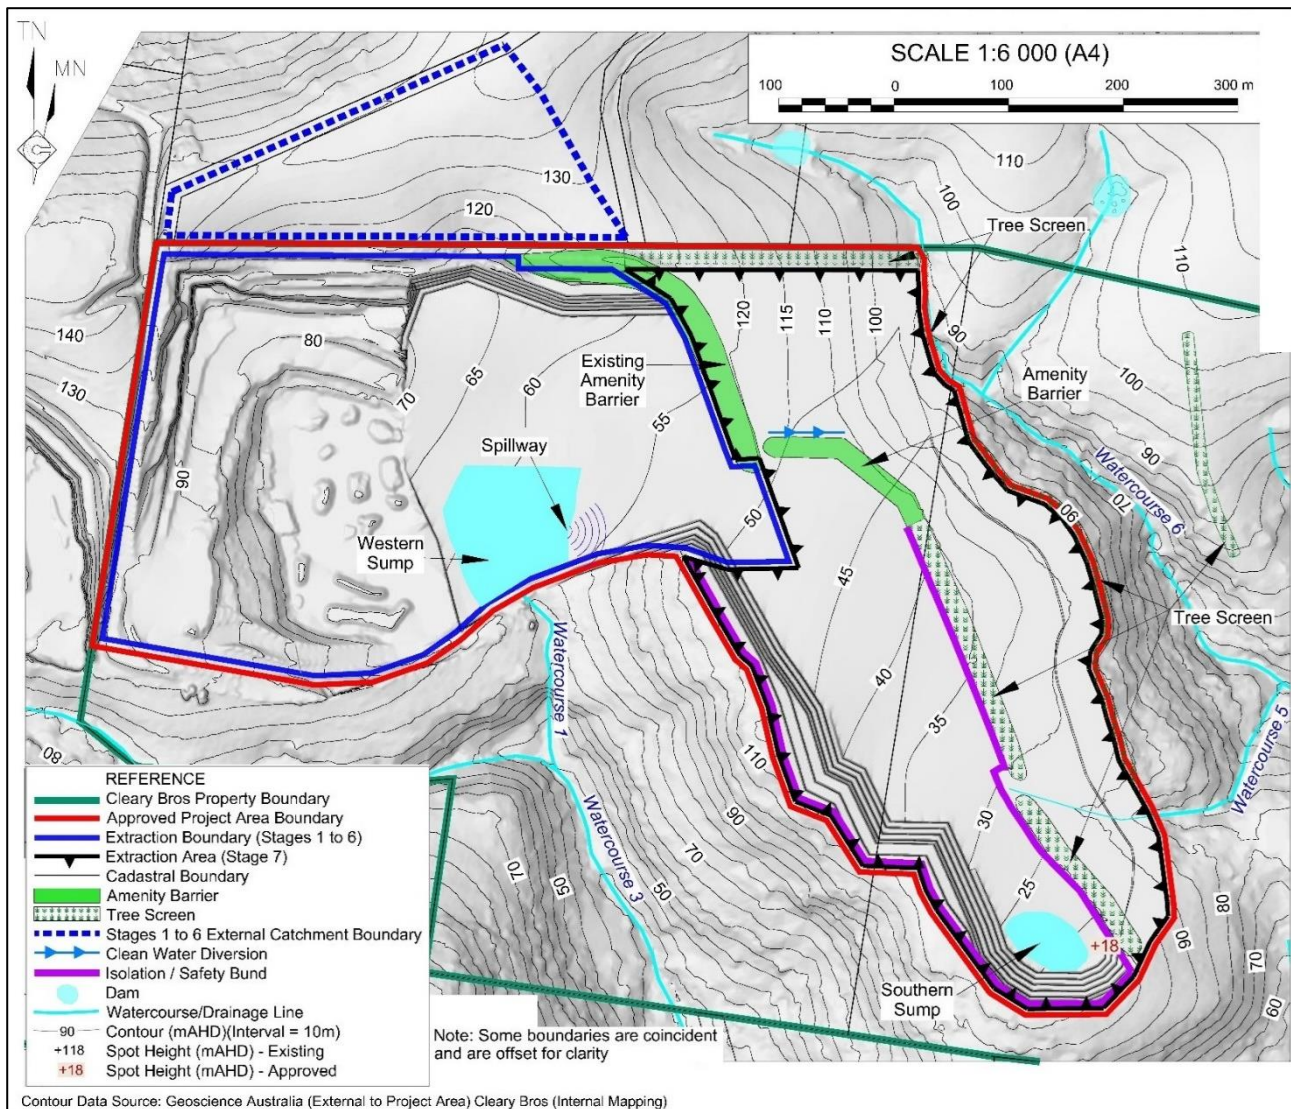 TN
MN
SCALE 1:6 000 (A4)
100 0 100 200 300 m
130
120
110
100
Tree Screen
110
140
130
80
90
70
65
60
55
50
120
115
110
100
90
Existing
Amenity
Barrier
Amenity
Barrier
100
90
70
Watercourse 6
Spillway
Western
Sump
45
90
Tree Screen
40
35
30
25
Watercourse 1
Watercourse 3
Watercourse 5
110
90
70
50
70
50
80
+18
Southern
Sump
90
80
70
60
REFERENCE
Cleary Bros Property Boundary
Approved Project Area Boundary
Extraction Boundary (Stages 1 to 6)
Extraction Area (Stage 7)
Cadastral Boundary
Amenity Barrier
Tree Screen
Stages 1 to 6 External Catchment Boundary
Clean Water Diversion
Isolation / Safety Bund
Dam
Watercourse/Drainage Line
90 Contour (mAHD)(Interval = 10m)
+118 Spot Height (mAHD) - Existing
+18 Spot Height (mAHD) - Approved
Note: Some boundaries are coincident
and are offset for clarity
Contour Data Source: Geoscience Australia (External to Project Area) Cleary Bros (Internal Mapping)